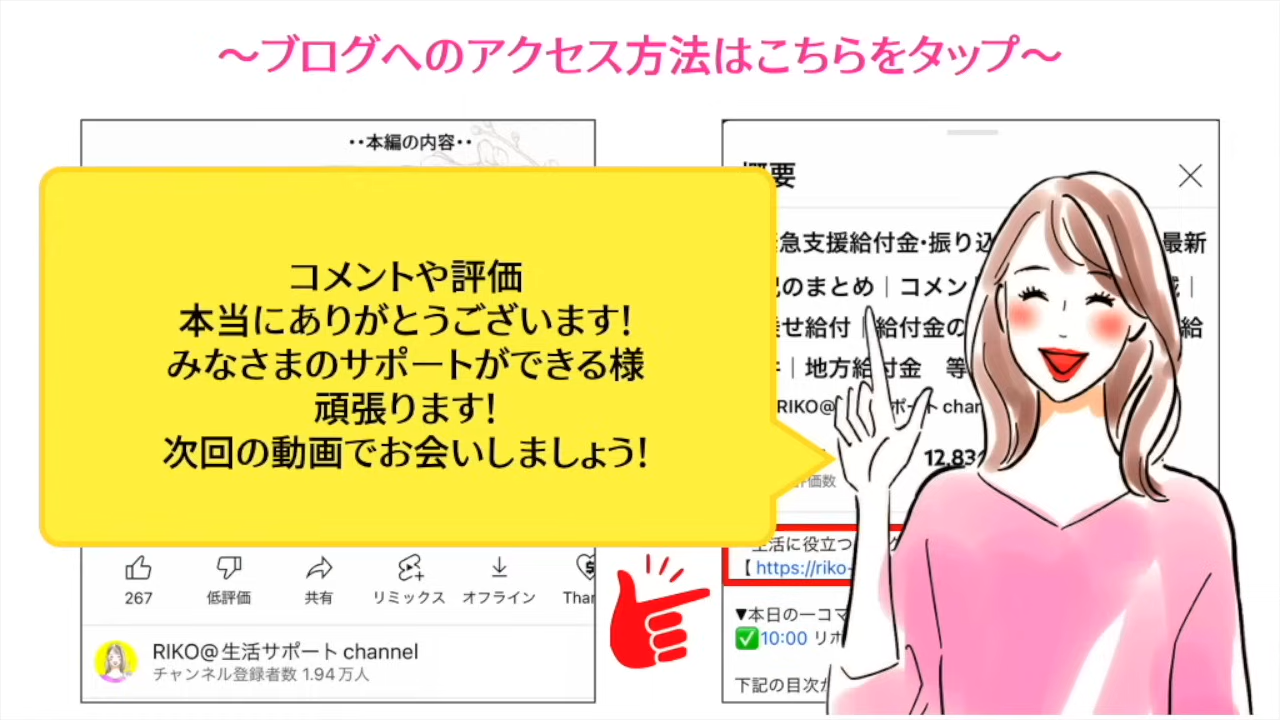 ～ブログへのアクセス方法はこちらをタップ～
･･本編の内容･･
コメントや評価
本当にありがとうございます!
みなさまのサポートができる様
頑張ります!
次回の動画でお会いしましょう!
267
低評価
共有
リミックス
オフライン
RIKO@生活サポート channel
チャンネル登録者数 1.94万人
要
急支援給付金・振り込
最新
のまとめ｜コメン
せ給付｜給付金の
給
｜地方給付金 等
RIKO@
ポート
12,83
評価数
生活に役立つ
【 https://riko-
▼本日の一コマ
✅10:00 リホ
下記の目次